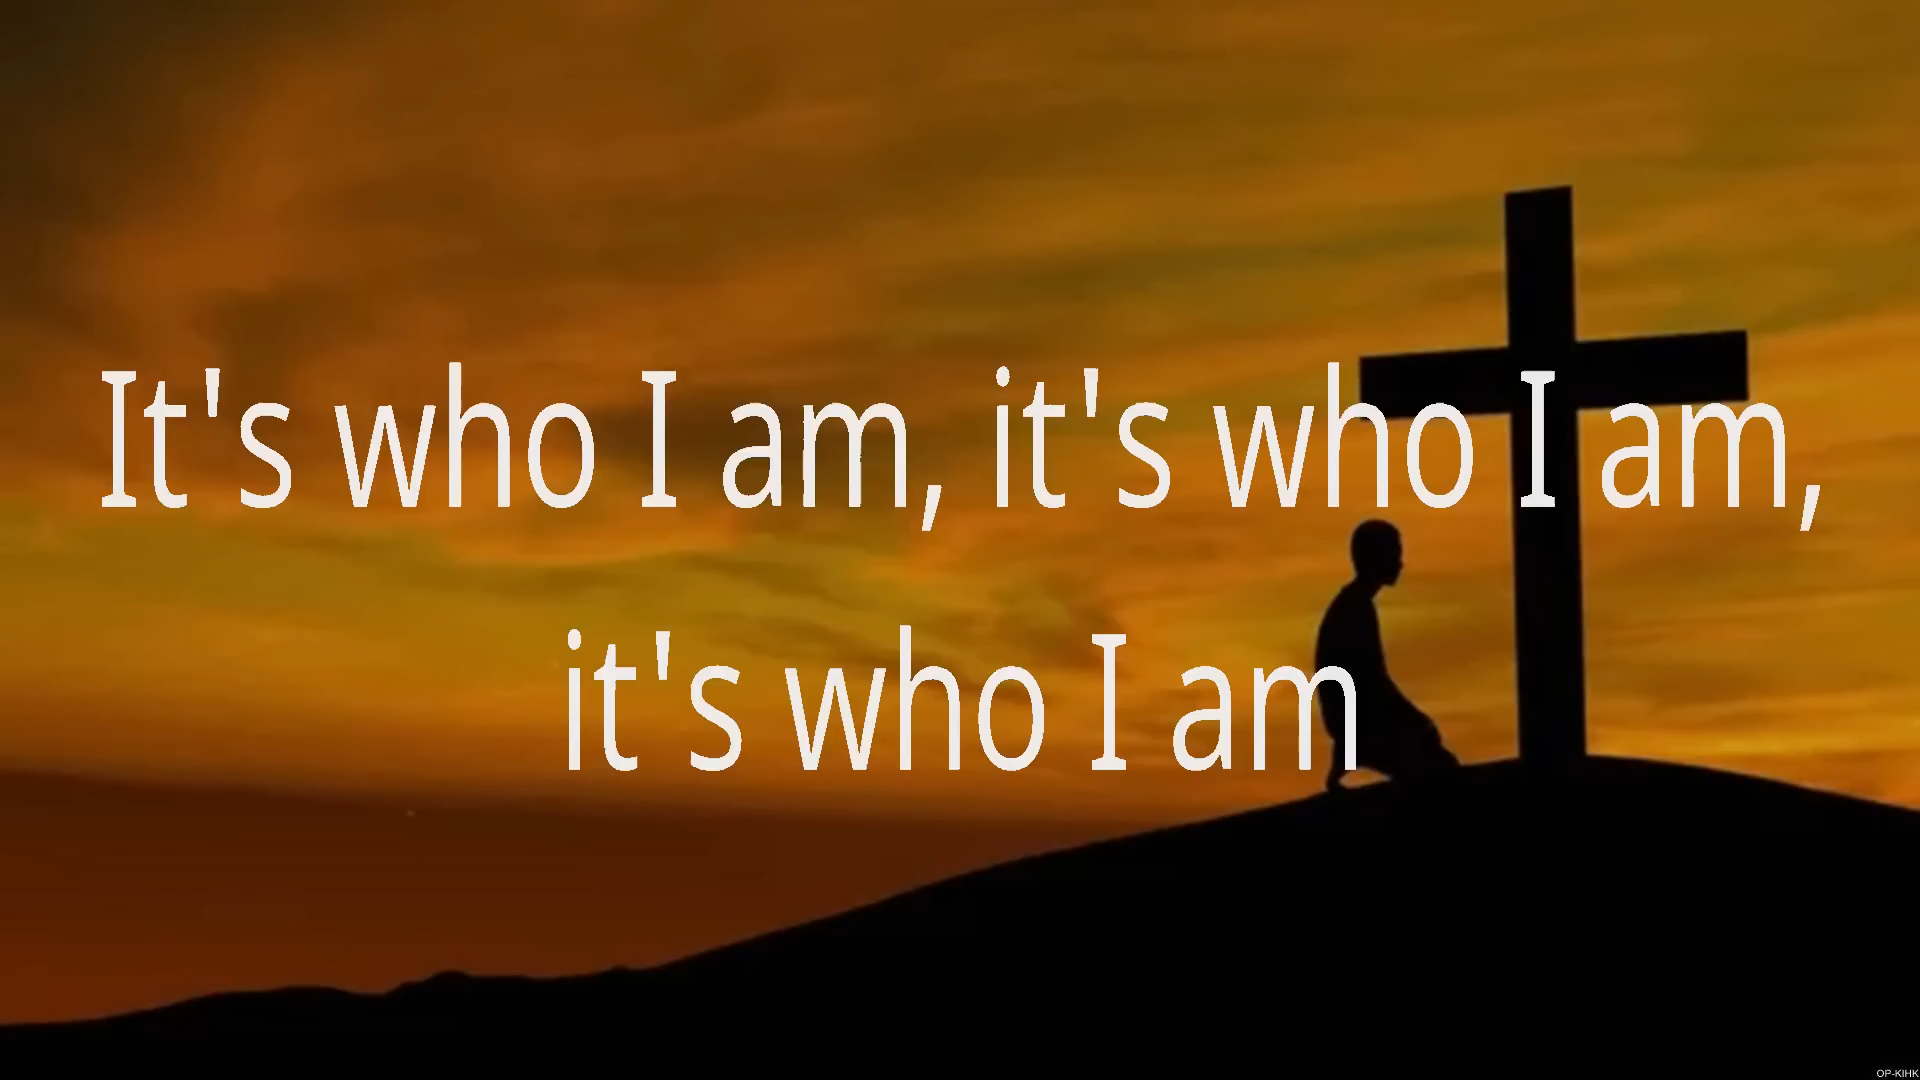 It's who I am, it's who I am,
it's who I am
OP-KIHK